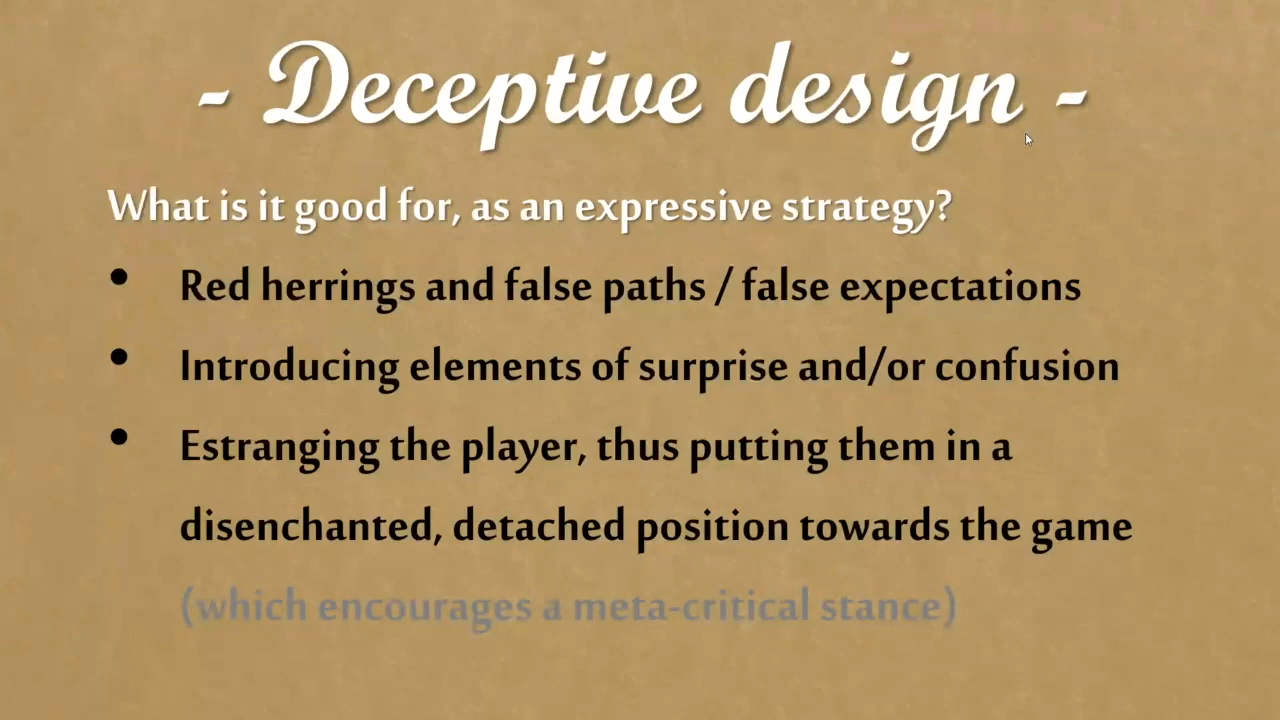 - Deceptive design -
What is it good for, as an expressive strategy?
• Red herrings and false paths / false expectations
• Introducing elements of surprise and/or confusion
• Estranging the player, thus putting them in a
disenchanted, detached position towards the game
(which encourages a meta-critical stance)